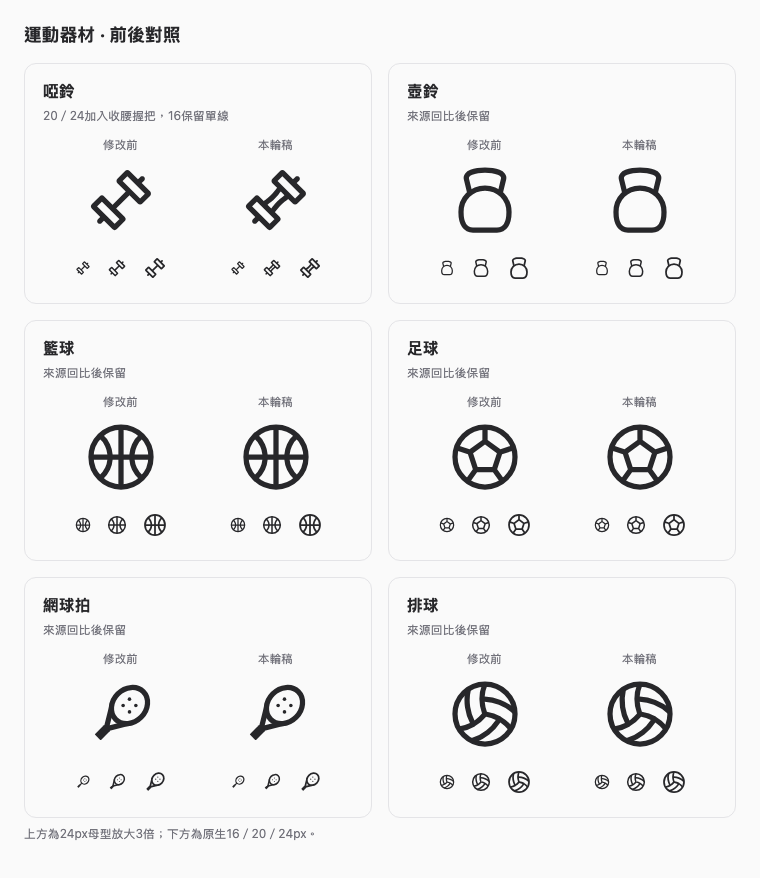 運動器材 · 前後對照
啞鈴
20 / 24加入收腰握把，16保留單線
修改前
本輪稿
壺鈴
來源回比後保留
修改前
本輪稿
籃球
來源回比後保留
修改前
本輪稿
足球
來源回比後保留
修改前
本輪稿
網球拍
來源回比後保留
修改前
本輪稿
排球
來源回比後保留
修改前
本輪稿
上方為24px母型放大3倍；下方為原生16 / 20 / 24px。